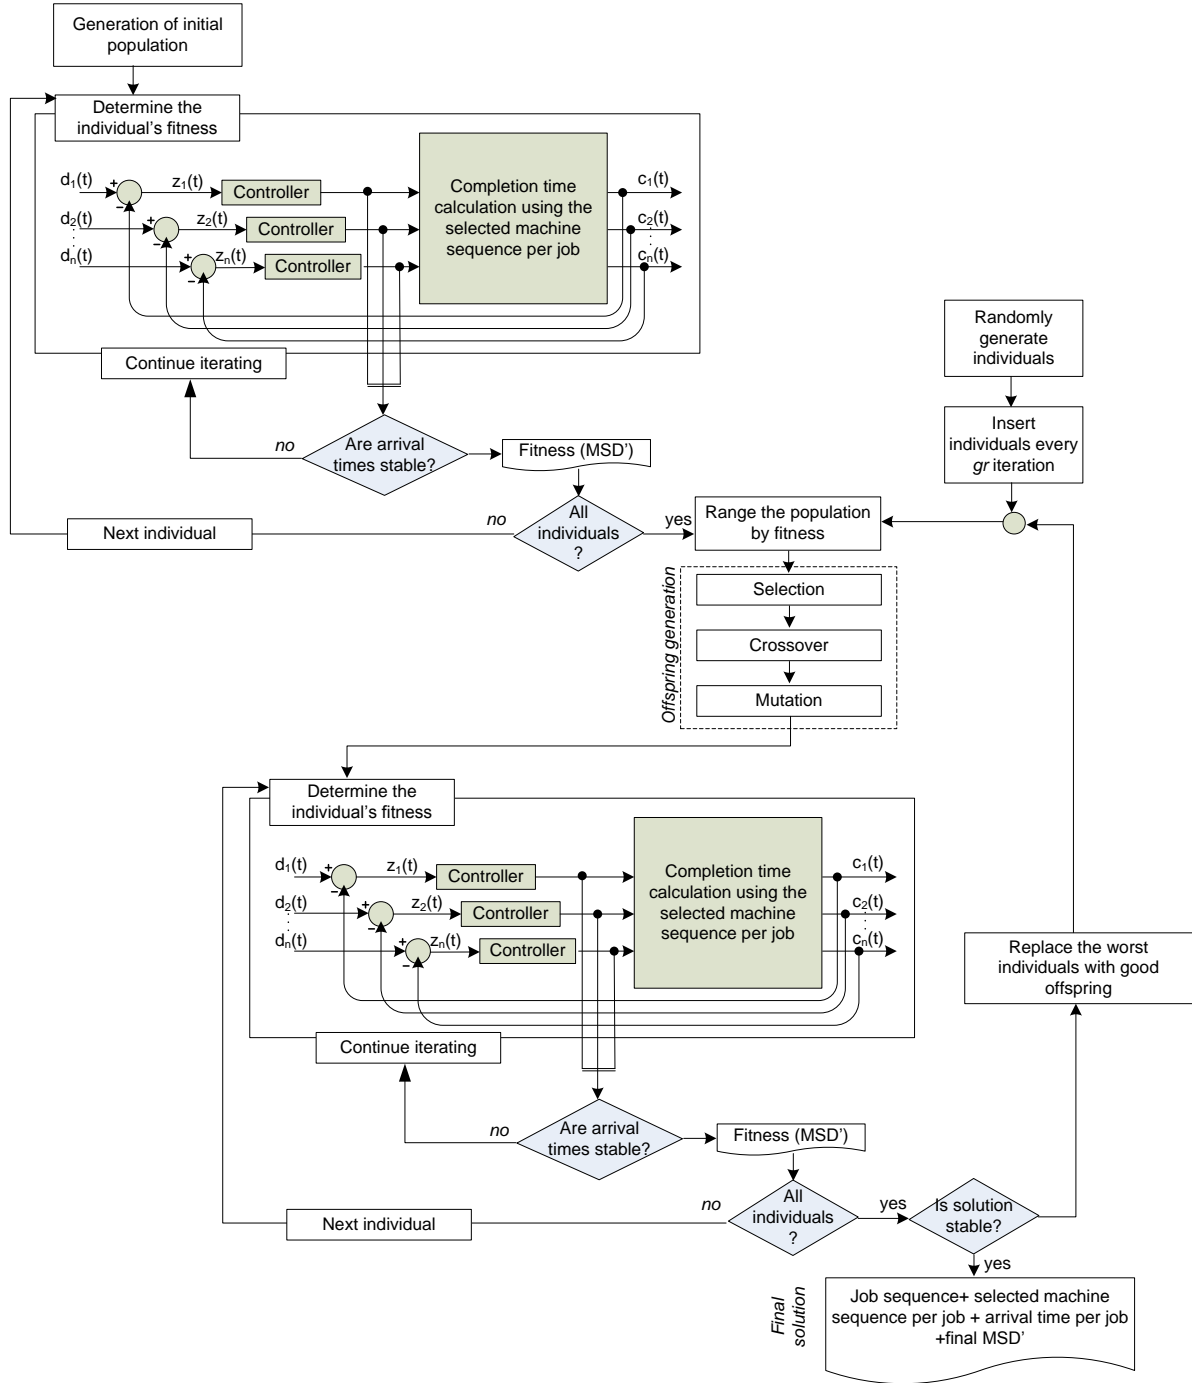 Generation of initial
population
Determine the
individual's fitness
d1(t)
+
−
z1(t)
Controller
d2(t)
+
−
z2(t)
Controller
dn(t)
+
−
zn(t)
Controller
Completion time
calculation using the
selected machine
sequence per job
c1(t)
c2(t)
cn(t)
Continue iterating
no
Are arrival
times stable?
Fitness (MSD')
Next individual
no
All
individuals
?
yes
Range the population
by fitness
Randomly
generate
individuals
Insert
individuals every
gr iteration
Offspring generation
Selection
Crossover
Mutation
Determine the
individual's fitness
d1(t)
+
−
z1(t)
Controller
d2(t)
+
−
z2(t)
Controller
dn(t)
+
−
zn(t)
Controller
Completion time
calculation using the
selected machine
sequence per job
c1(t)
c2(t)
cn(t)
Replace the worst
individuals with good
offspring
Continue iterating
no
Are arrival
times stable?
Fitness (MSD')
Next individual
no
All
individuals
?
yes
Is solution
stable?
yes
Final
solution
Job sequence+ selected machine
sequence per job + arrival time per job
+final MSD'